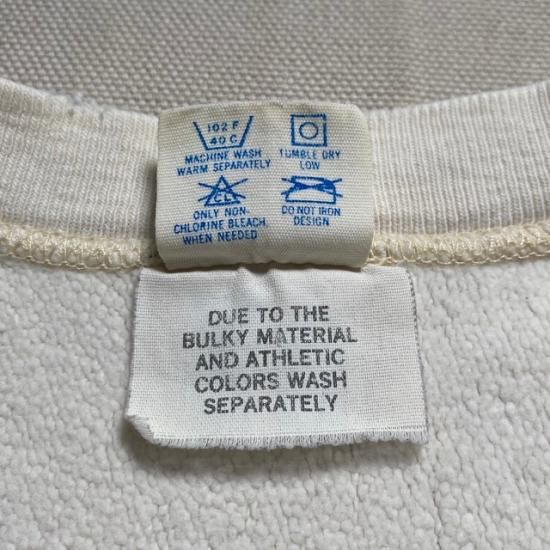 102 F
40 C
MACHINE WASH
WARM SEPARATELY
TUMBLE DRY
LOW
CL
ONLY NON-
CHLORINE BLEACH
WHEN NEEDED
DO NOT IRON
DESIGN
DUE TO THE
BULKY MATERIAL
AND ATHLETIC
COLORS WASH
SEPARATELY